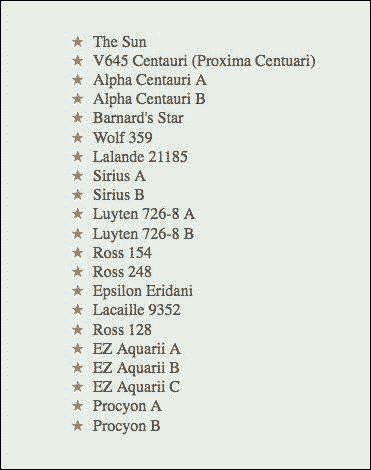 ★ The Sun
★ V645 Centauri (Proxima Centuari)
★ Alpha Centauri A
★ Alpha Centauri B
★ Barnard's Star
★ Wolf 359
★ Lalande 21185
★ Sirius A
★ Sirius B
★ Luyten 726-8 A
★ Luyten 726-8 B
★ Ross 154
★ Ross 248
★ Epsilon Eridani
★ Lacaille 9352
★ Ross 128
★ EZ Aquarii A
★ EZ Aquarii B
★ EZ Aquarii C
★ Procyon A
★ Procyon B